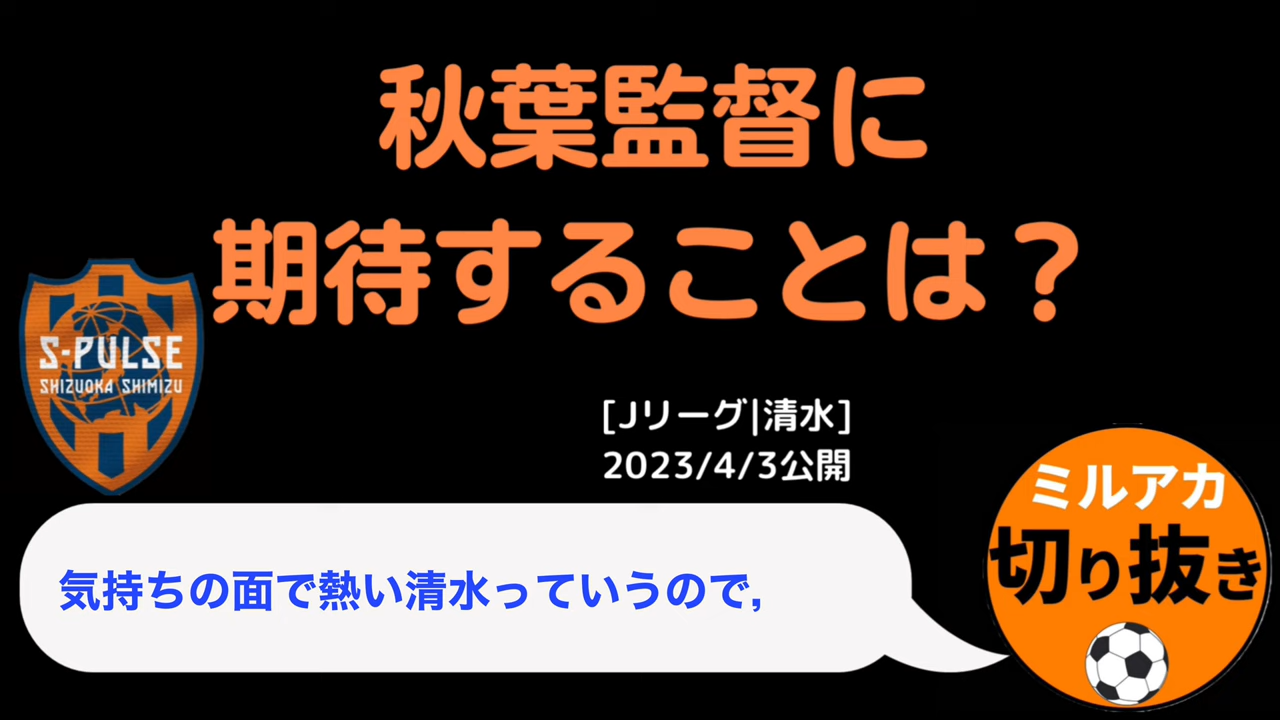 秋葉監督に
期待することは？
S-PULSE
SHIZUOKA SHIMIZU
[Jリーグ|清水]
2023/4/3公開
気持ちの面で熱い清水っていうので,
ミルアカ
切り抜き